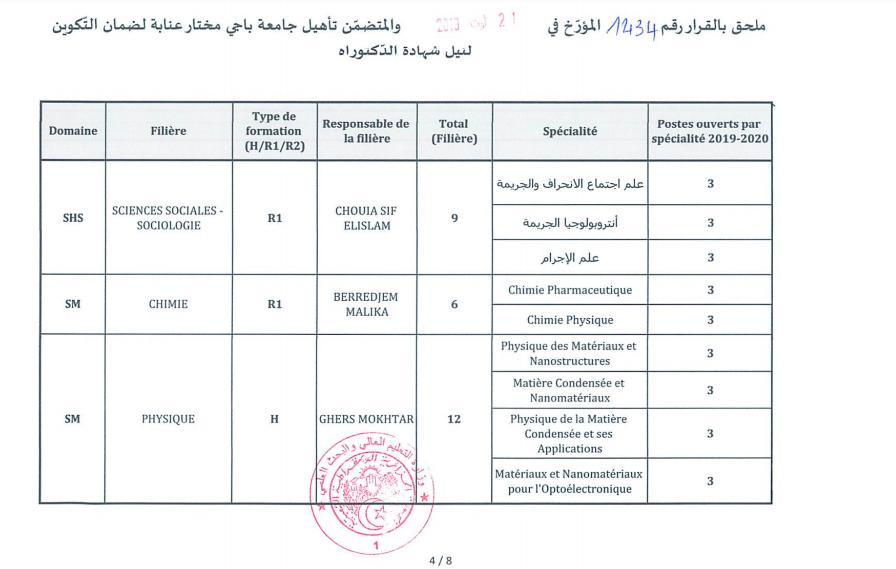 ملحق بالقرار رقم 1234 المؤرّخ في 21 والمتضمّن تأهيل جامعة باجي مختار عنابة لضمان التّكوين
لنيل شهادة الدّكتوراه
Domaine Filière Type de formation (H/R1/R2) Responsable de la filière Total (Filière) Spécialité Postes ouverts par spécialité 2019-2020
SHS SCIENCES SOCIALES - SOCIOLOGIE R1 CHOUIA SIF ELISLAM 9
علم اجتماع الانحراف والجريمة 3
أنتروبولوجيا الجريمة 3
علم الإجرام 3
SM CHIMIE R1 BERREDJEM MALIKA 6
Chimie Pharmaceutique 3
Chimie Physique 3
SM PHYSIQUE H GHERS MOKHTAR 12
Physique des Matériaux et Nanostructures 3
Matière Condensée et Nanomatériaux 3
Physique de la Matière Condensée et ses Applications 3
Matériaux et Nanomatériaux pour l'Optoélectronique 3
وزارة التعليم العالي والبحث العلمي
1
4 / 8